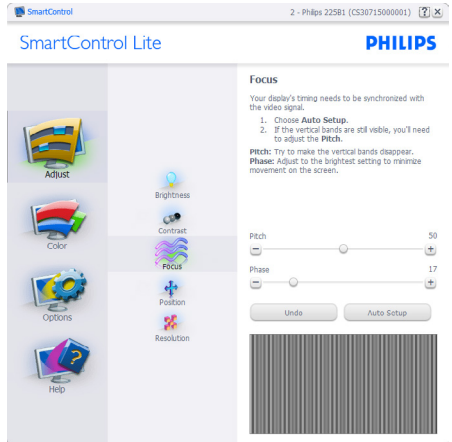 SmartControl
2 - Philips 225B1 (CS30715000001)
?
X
SmartControl Lite
PHILIPS
Adjust
Color
Options
?
Help
Brightness
Contrast
Focus
Position
Resolution
Focus
Your display's timing needs to be synchronized with
the video signal.
1. Choose Auto Setup.
2. If the vertical bands are still visible, you'll need
to adjust the Pitch.
Pitch: Try to make the vertical bands disappear.
Phase: Adjust to the brightest setting to minimize
movement on the screen.
Pitch 50
Phase 17
Undo
Auto Setup